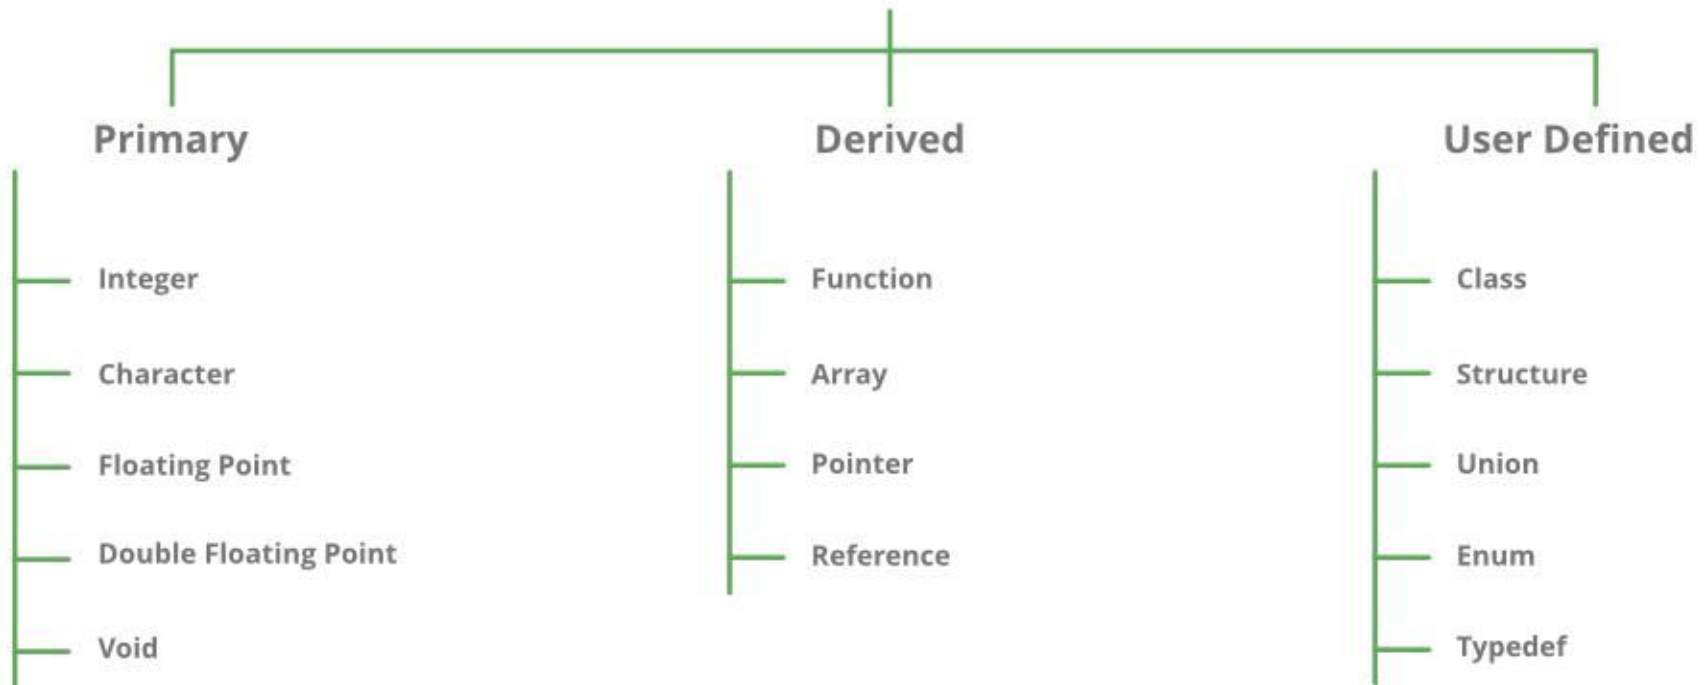 Primary
Integer
Character
Floating Point
Double Floating Point
Void
Derived
Function
Array
Pointer
Reference
User Defined
Class
Structure
Union
Enum
Typedef